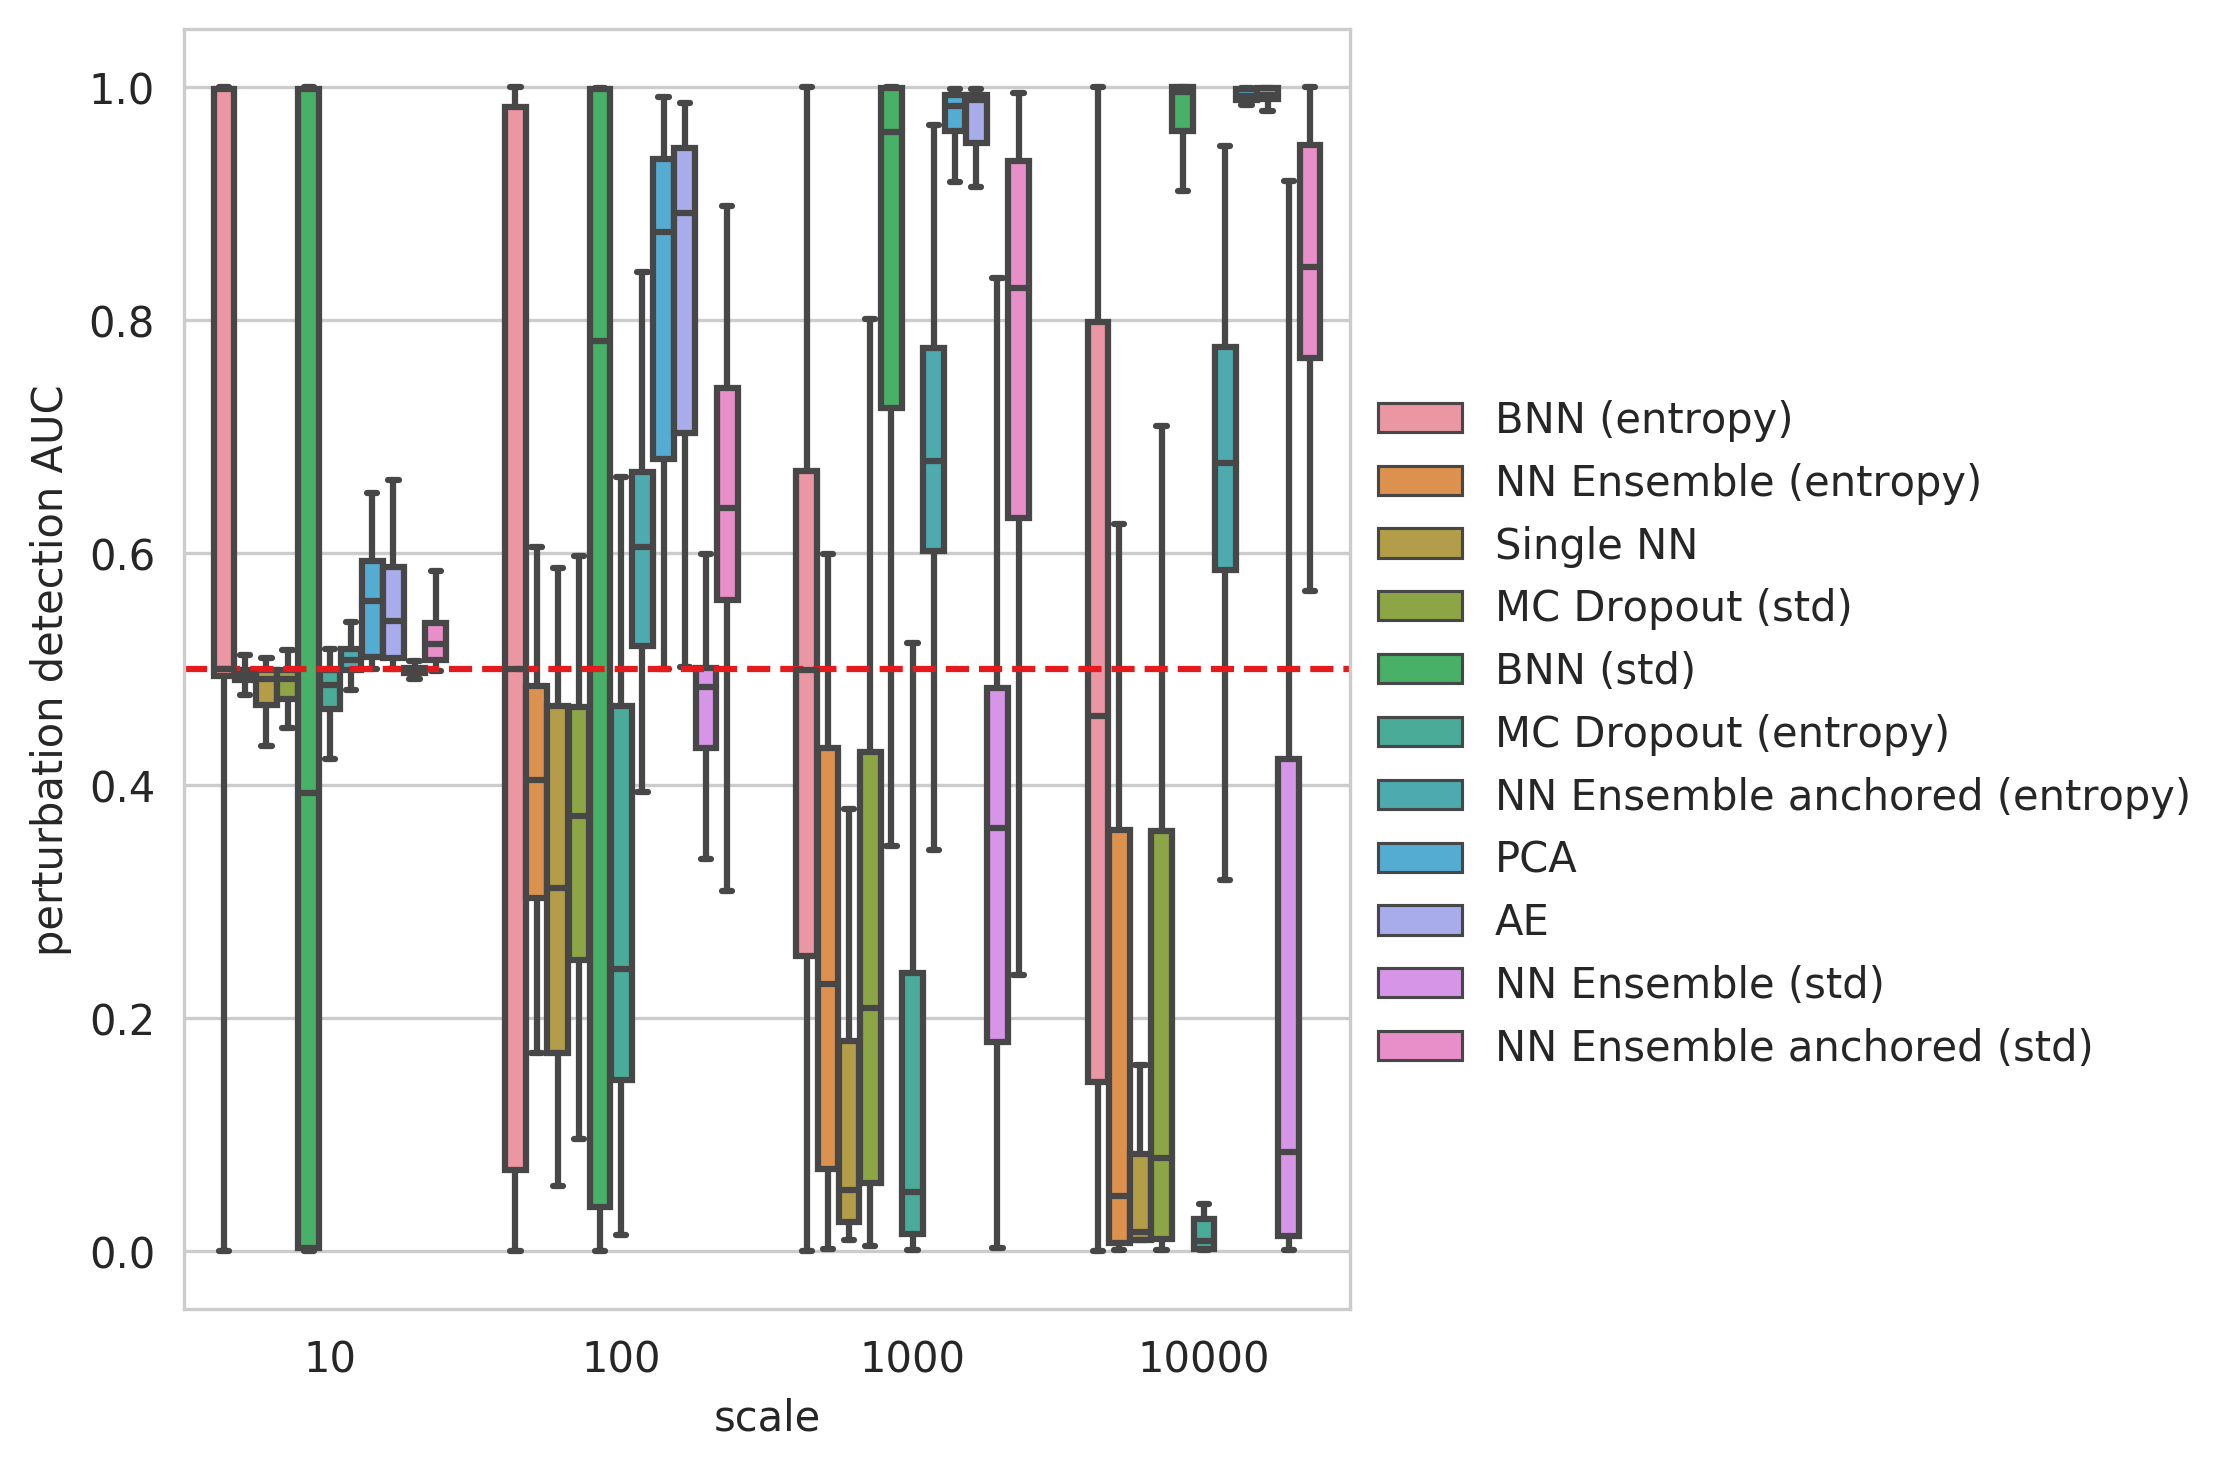 perturbation detection AUC
1.0
0.8
0.6
0.4
0.2
0.0
10 100 1000 10000
scale
BNN (entropy)
NN Ensemble (entropy)
Single NN
MC Dropout (std)
BNN (std)
MC Dropout (entropy)
NN Ensemble anchored (entropy)
PCA
AE
NN Ensemble (std)
NN Ensemble anchored (std)